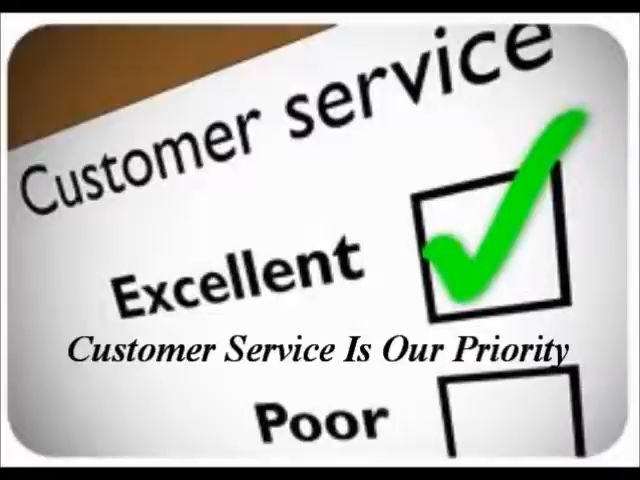 Customer service
Excellent
Customer Service Is Our Priority
Poor